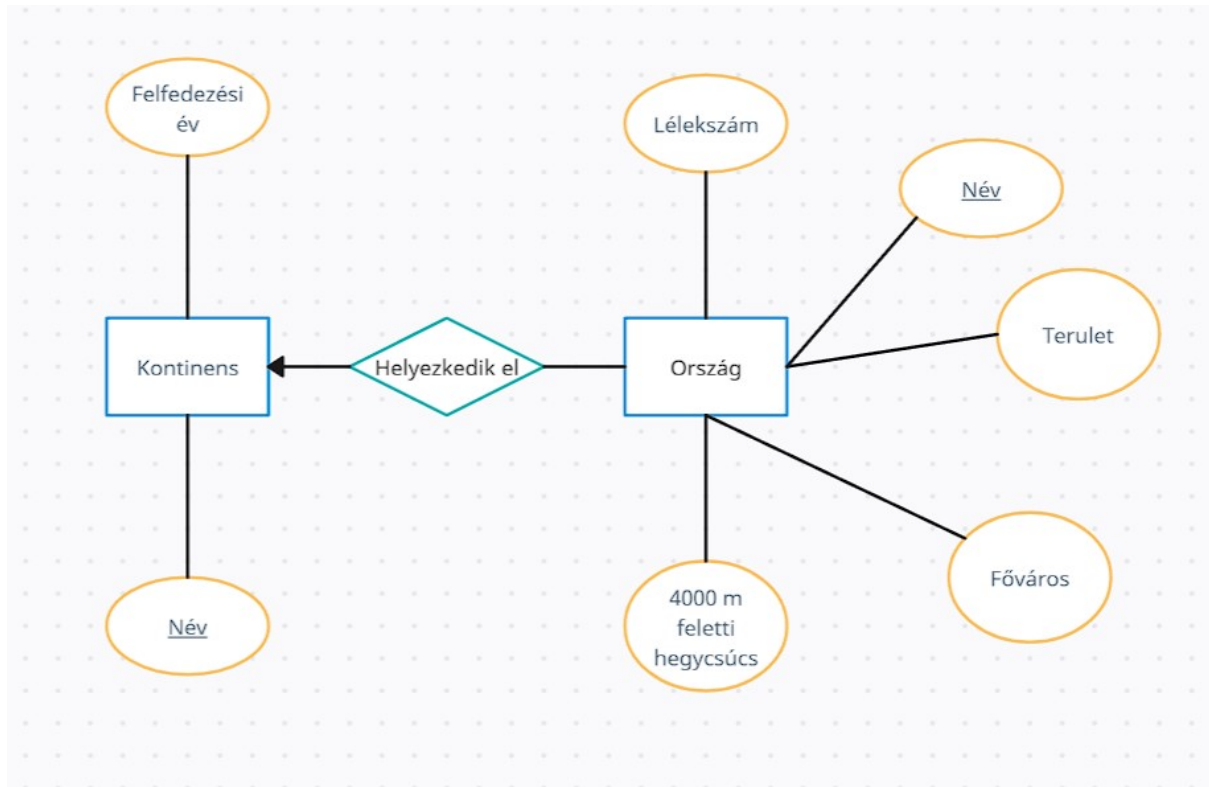 Felfedezési
év
Lélekszám
Név
Terulet
Kontinens
Helyezkedik el
Ország
Főváros
4000 m
feletti
hegycsúcs
Név